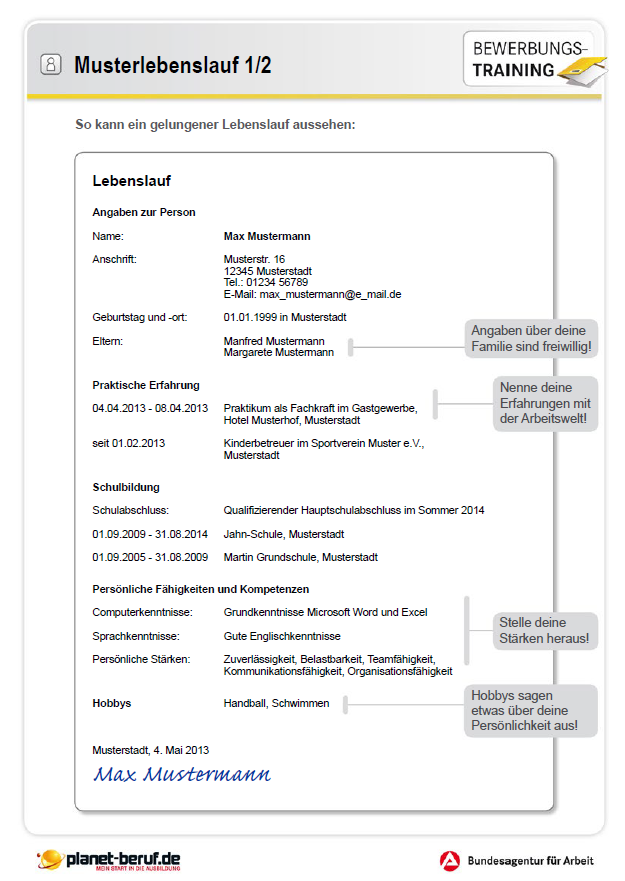 Musterlebenslauf 1/2
BEWERBUNGS-
TRAINING
So kann ein gelungener Lebenslauf aussehen:
Lebenslauf
Angaben zur Person
Name: Max Mustermann
Anschrift: Musterstr. 16
12345 Musterstadt
Tel.: 01234 56789
E-Mail: max_mustermann@e_mail.de
Geburtstag und -ort: 01.01.1999 in Musterstadt
Eltern: Manfred Mustermann
Margarete Mustermann
Angaben über deine
Familie sind freiwillig!
Praktische Erfahrung
04.04.2013 - 08.04.2013 Praktikum als Fachkraft im Gastgewerbe,
Hotel Musterhof, Musterstadt
Nenne deine
Erfahrungen mit
der Arbeitswelt!
seit 01.02.2013 Kinderbetreuer im Sportverein Muster e.V.,
Musterstadt
Schulbildung
Schulabschluss: Qualifizierender Hauptschulabschluss im Sommer 2014
01.09.2009 - 31.08.2014 Jahn-Schule, Musterstadt
01.09.2005 - 31.08.2009 Martin Grundschule, Musterstadt
Persönliche Fähigkeiten und Kompetenzen
Computerkenntnisse: Grundkenntnisse Microsoft Word und Excel
Sprachkenntnisse: Gute Englischkenntnisse
Persönliche Stärken: Zuverlässigkeit, Belastbarkeit, Teamfähigkeit,
Kommunikationsfähigkeit, Organisationsfähigkeit
Stelle deine
Stärken heraus!
Hobbys Handball, Schwimmen
Hobbys sagen
etwas über deine
Persönlichkeit aus!
Musterstadt, 4. Mai 2013
Max Mustermann
planet-beruf.de
MEIN START IN DIE AUSBILDUNG
Bundesagentur für Arbeit